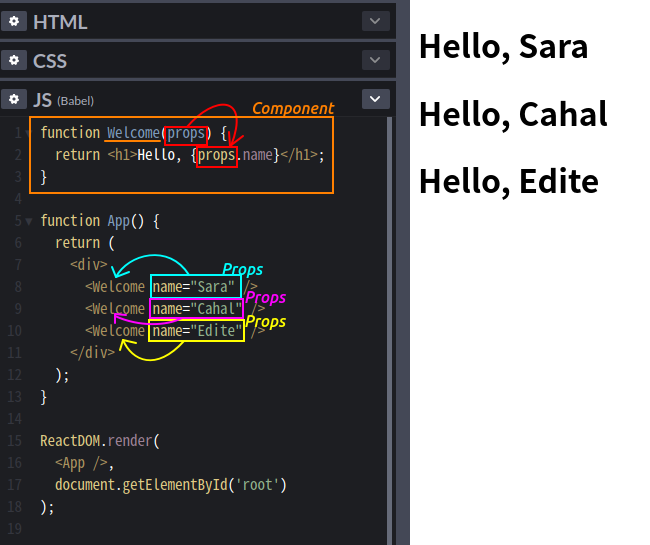 HTML
CSS
JS (Babel)
Component
1 function Welcome(props) {
2   return <h1>Hello, {props.name}</h1>;
3 }
4
5 function App() {
6   return (
7     <div>
Props
8       <Welcome name="Sara" />
Props
9       <Welcome name="Cahal" />
Props
10       <Welcome name="Edite" />
11     </div>
12   );
13 }
14
15 ReactDOM.render(
16   <App />,
17   document.getElementById('root')
18 );
19
Hello, Sara
Hello, Cahal
Hello, Edite